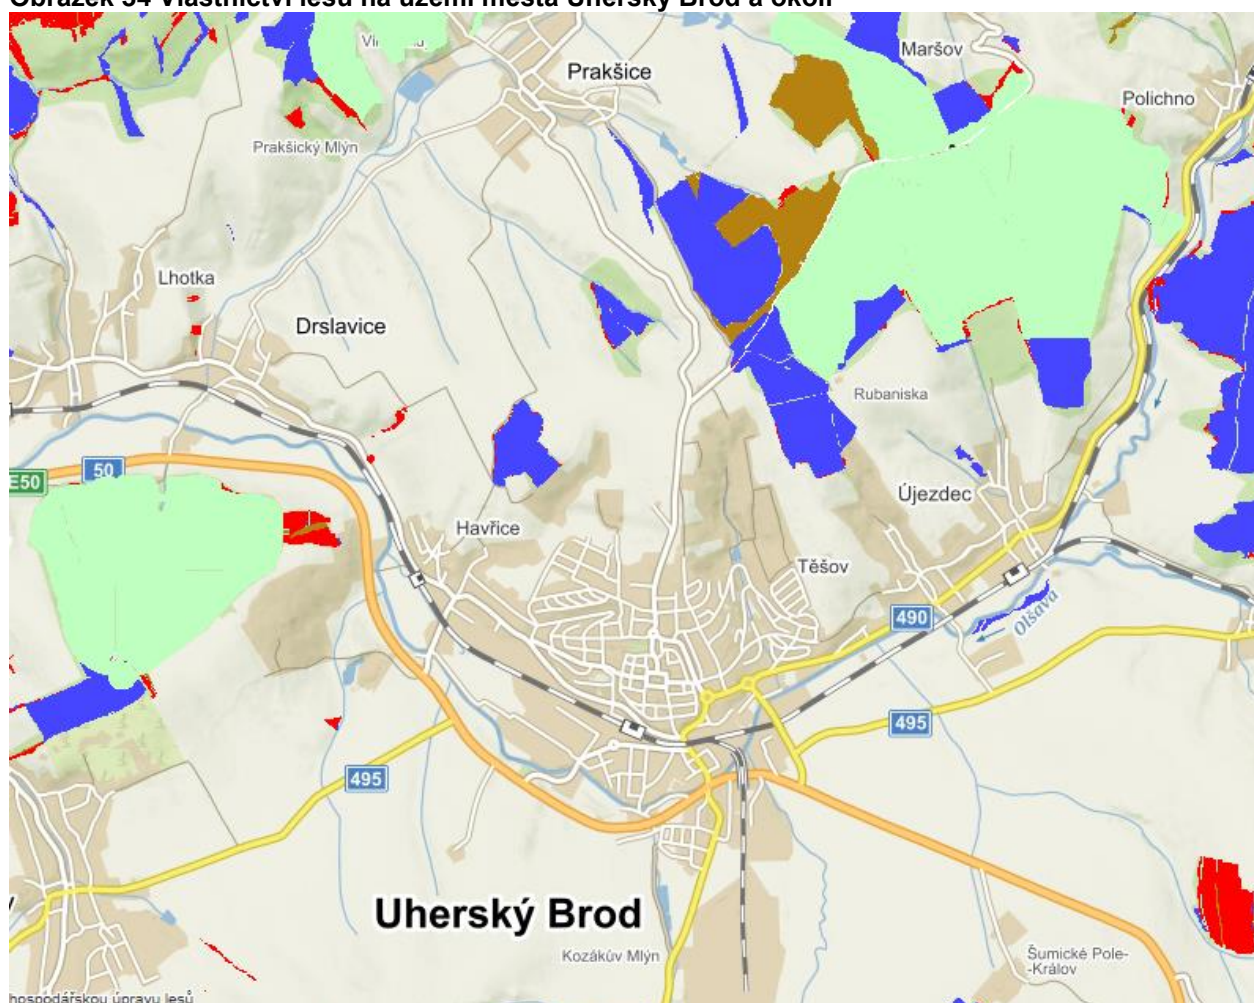 Obrázek 54 Vlastnictví lesů na území města Uherský Brod a okolí
Maršov
Prakšice
Polichno
Prakšický Mlýn
Lhotka
Drslavice
Rubaniska
50
E50
Újezdec
Havřice
Těšov
490
Olšava
495
495
Uherský Brod
Kozákův Mlýn
Šumické Pole-
-Králov
hospodářskou úpravu lesů